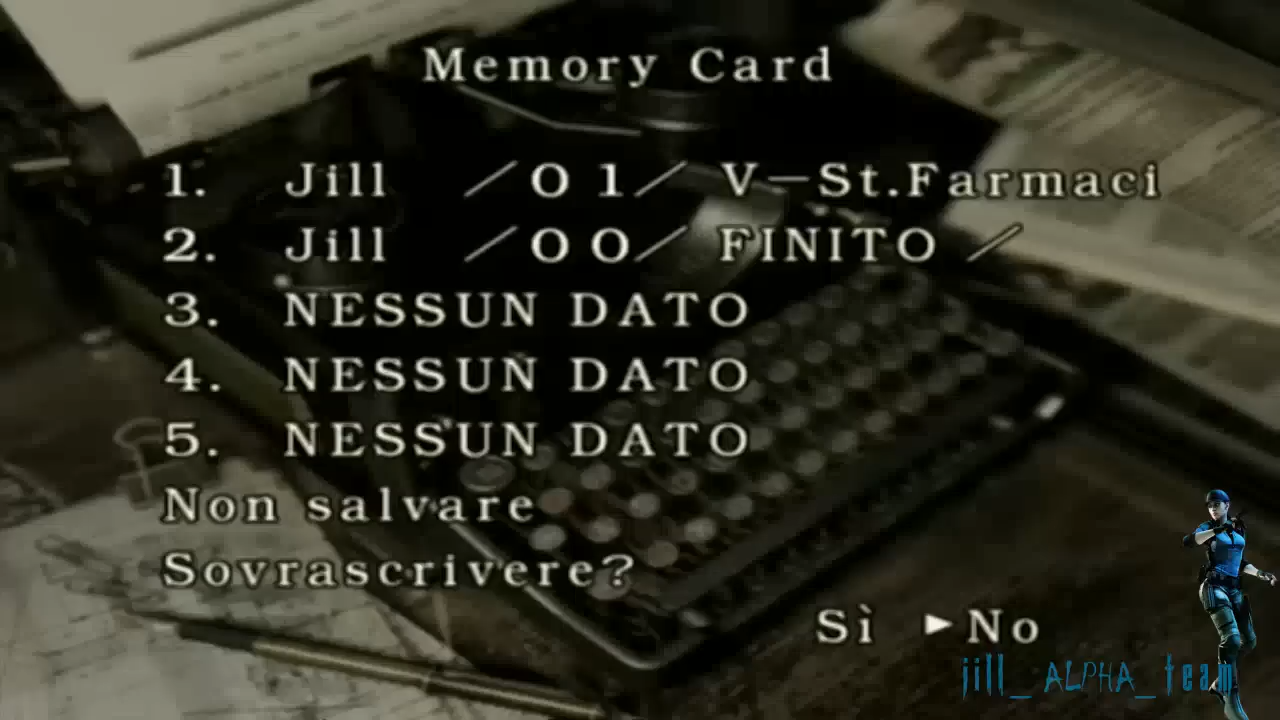 Memory Card
1. Jill /01/ V-St.Farmaci
2. Jill /00/ FINITO /
3. NESSUN DATO
4. NESSUN DATO
5. NESSUN DATO
Non salvare
Sovrascrivere?
Sì ►No
jill_ALPHA_team